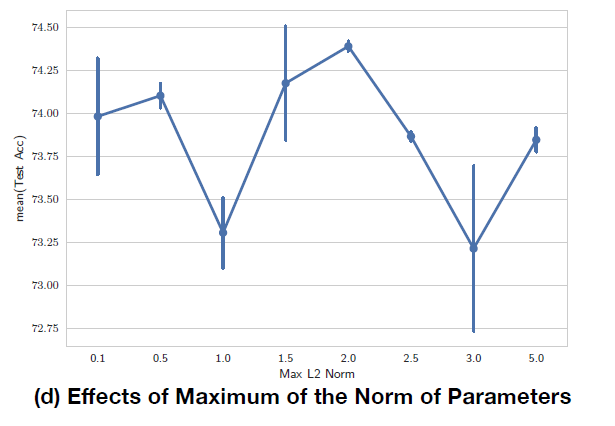 74.50
74.25
74.00
73.75
73.50
73.25
73.00
72.75
mean(Test Acc)
0.1 0.5 1.0 1.5 2.0 2.5 3.0 5.0
Max L2 Norm
(d) Effects of Maximum of the Norm of Parameters